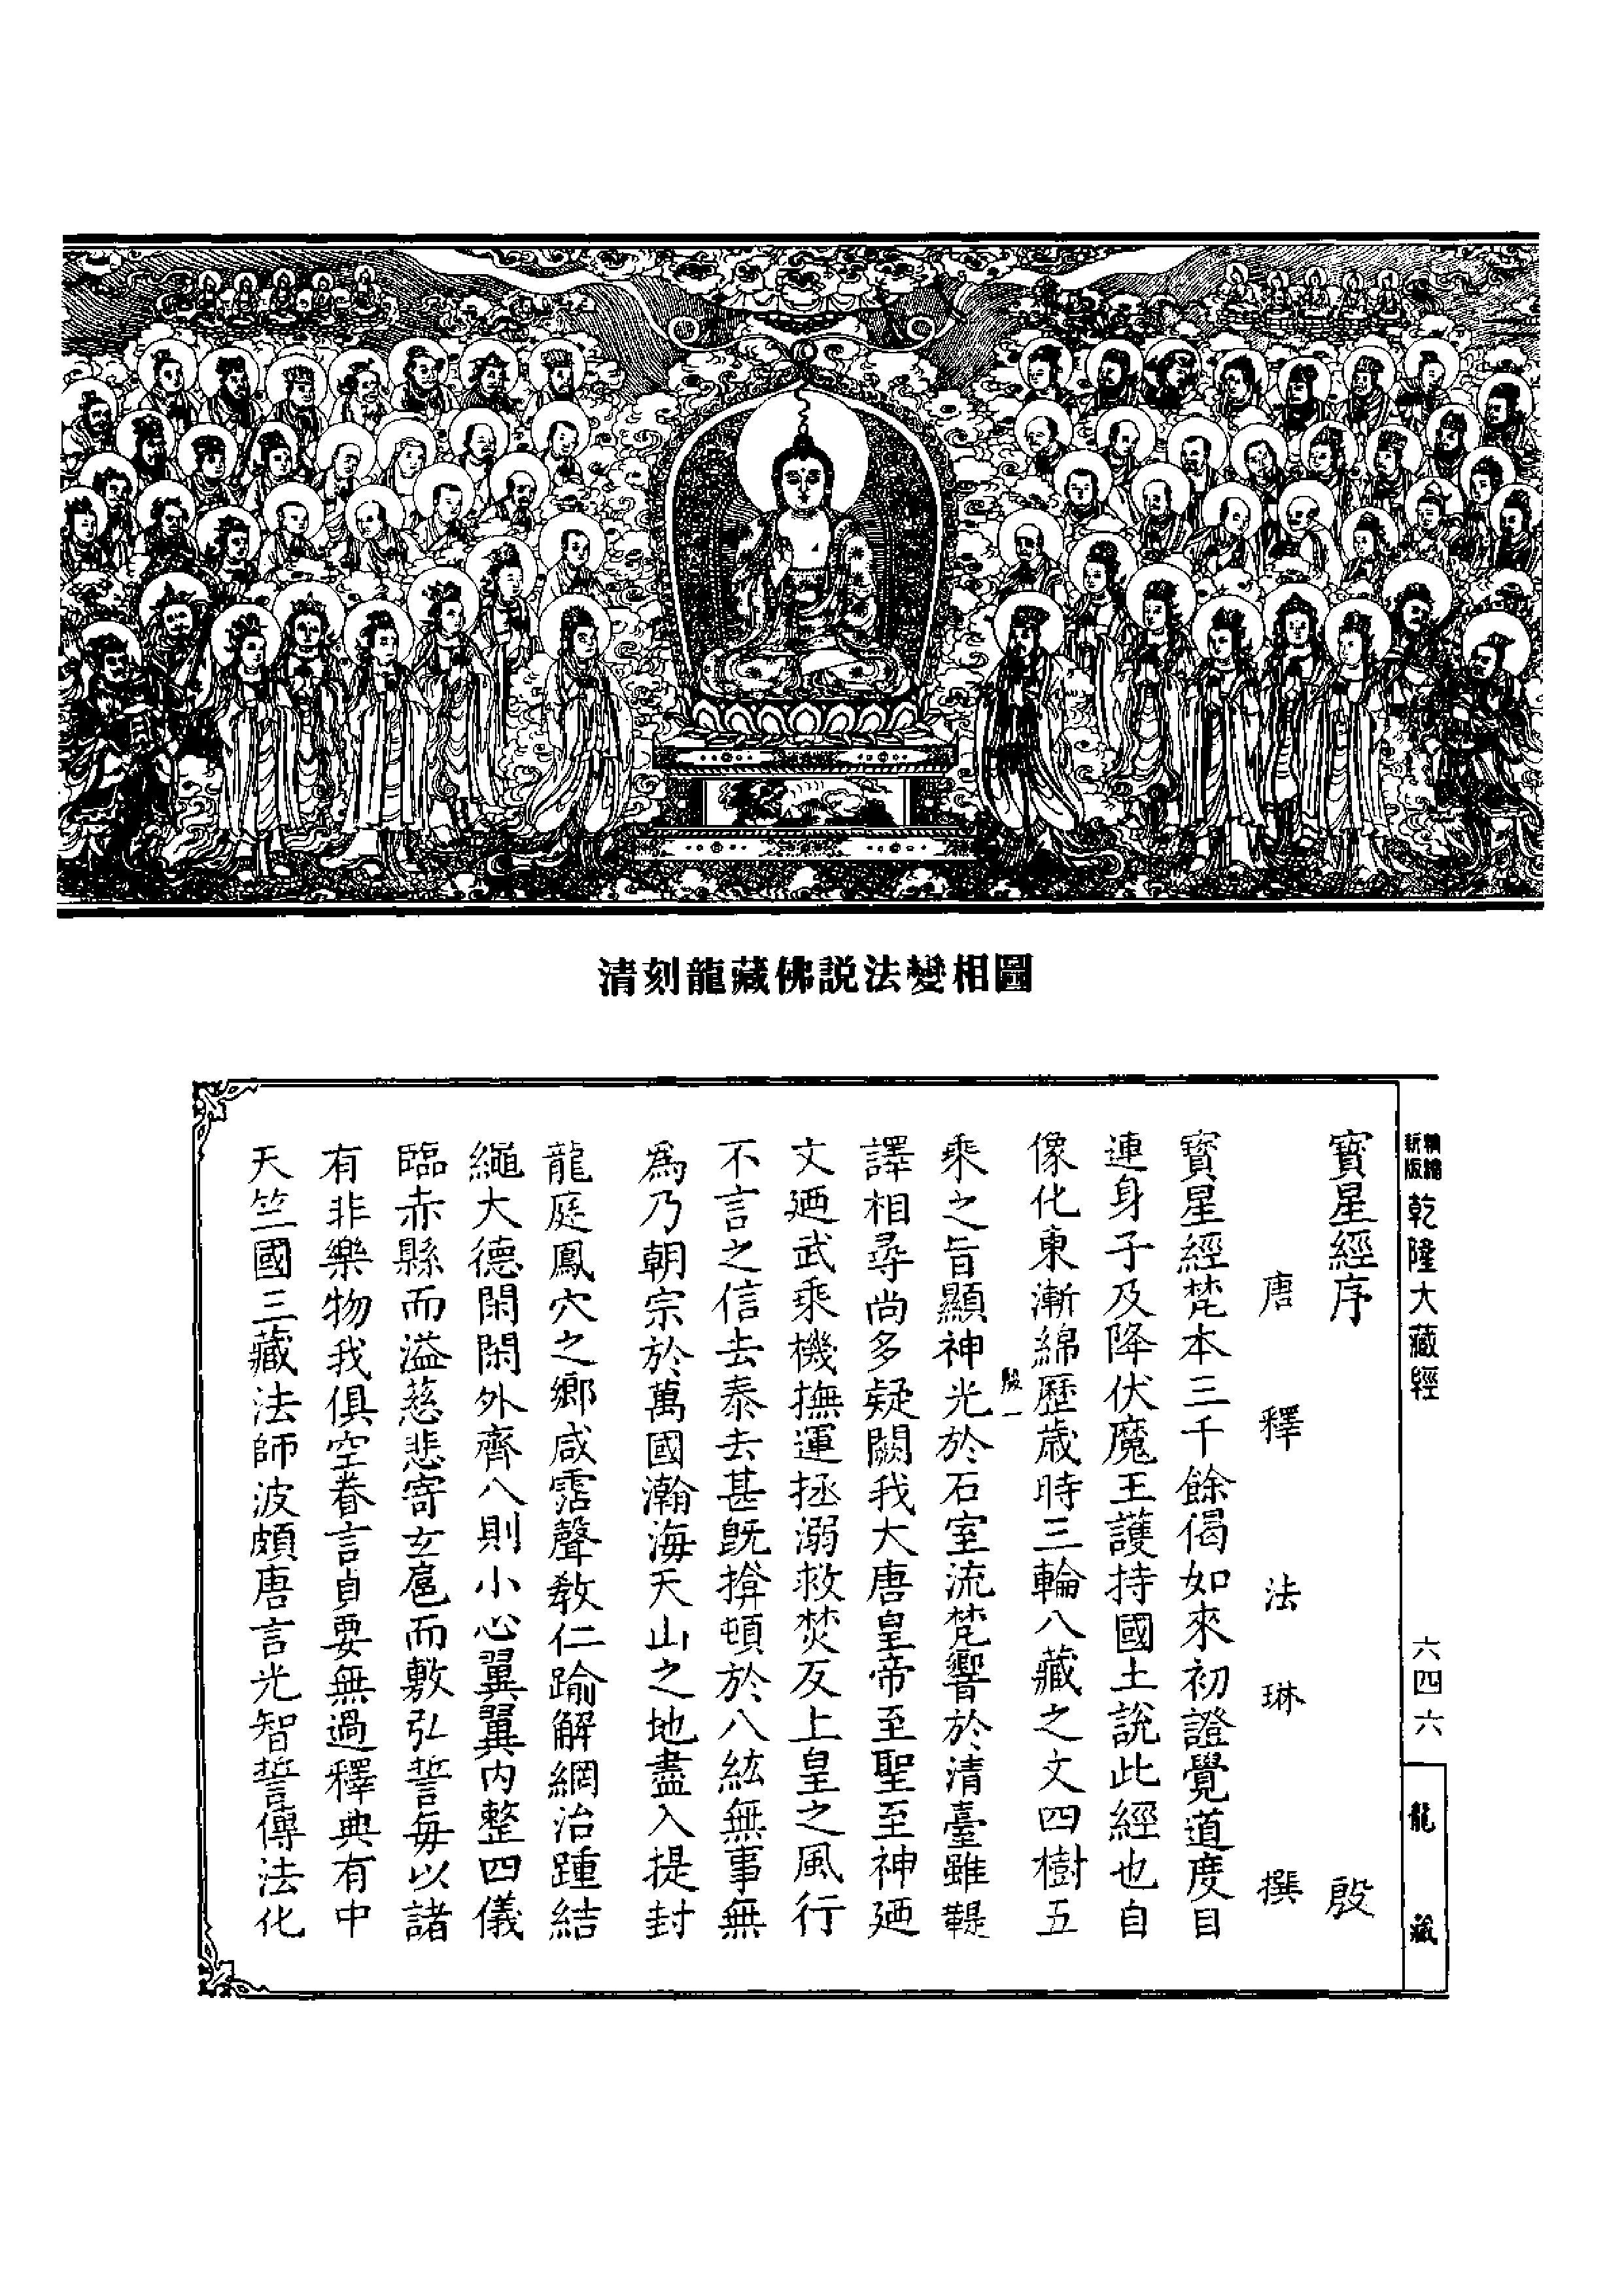 清刻龍藏佛説法變相圖
新版
精繪
乾隆大藏經
六四六
龍藏
寶星經序 殷
唐釋法琳撰
寶星經梵本三千餘偈如來初證覺道度目
連身子及降伏魔王護持國土說此經也自
像化東漸綿歷歲時三輪八藏之文四樹五
殷一
乘之旨顯神光於石室流梵響於清臺雖鞮
譯相尋尚多疑闕我大唐皇帝至聖至神廼
文廼武乘機撫運拯溺救焚反上皇之風行
不言之信去泰去甚旣揜頓於八紘無事無
為乃朝宗於萬國瀚海天山之地盡入提封
龍庭鳳穴之鄉咸霑聲教仁踰解網治踵結
繩大德閑閑外齊八則小心翼翼內整四儀
臨赤縣而溢慈悲寄玄扈而敷弘誓每以諸
有非樂物我俱空眷言貞要無過釋典有中
天竺國三藏法師波頗唐言光智誓傳法化